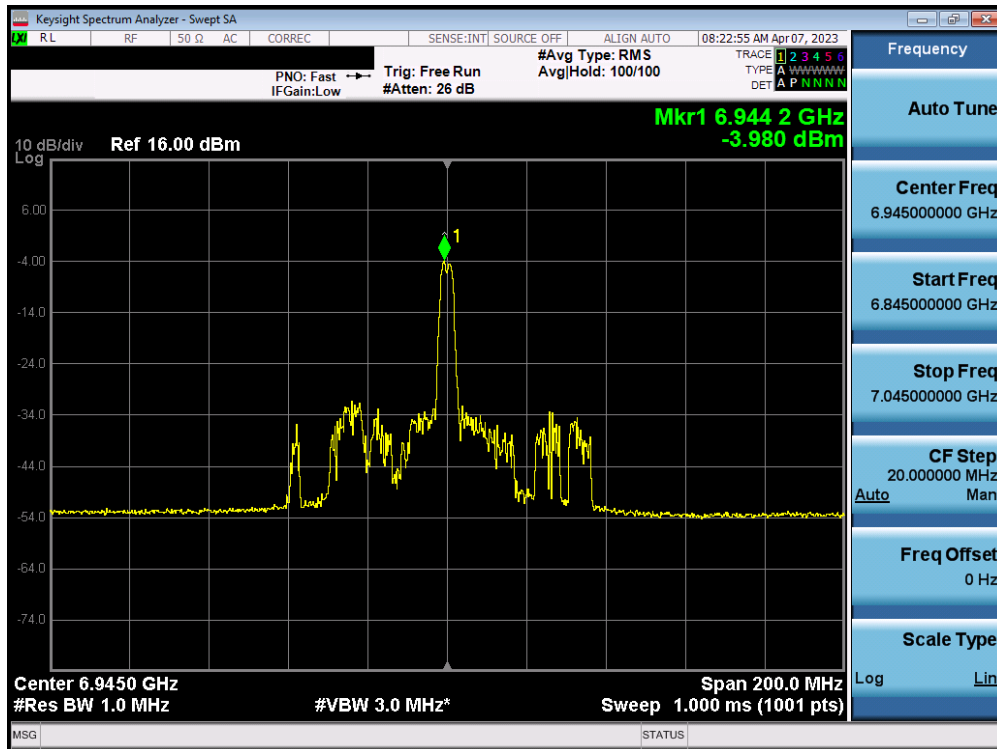 Keysight Spectrum Analyzer - Swept SA
LXI RL RF 50 Ω AC CORREC SENSE:INT SOURCE OFF ALIGN AUTO 08:22:55 AM Apr 07, 2023
PNO: Fast
IFGain:Low
Trig: Free Run
#Atten: 26 dB
#Avg Type: RMS
Avg|Hold: 100/100
TRACE 1 2 3 4 5 6
TYPE A WWWWW
DET A P N N N N
Mkr1 6.944 2 GHz
-3.980 dBm
10 dB/div
Log
Ref 16.00 dBm
1
6.00
-4.00
-14.0
-24.0
-34.0
-44.0
-54.0
-64.0
-74.0
Center 6.9450 GHz
Span 200.0 MHz
#Res BW 1.0 MHz
#VBW 3.0 MHz*
Sweep 1.000 ms (1001 pts)
MSG
STATUS
Frequency
Auto Tune
Center Freq
6.945000000 GHz
Start Freq
6.845000000 GHz
Stop Freq
7.045000000 GHz
CF Step
20.000000 MHz
Auto Man
Freq Offset
0 Hz
Scale Type
Log Lin